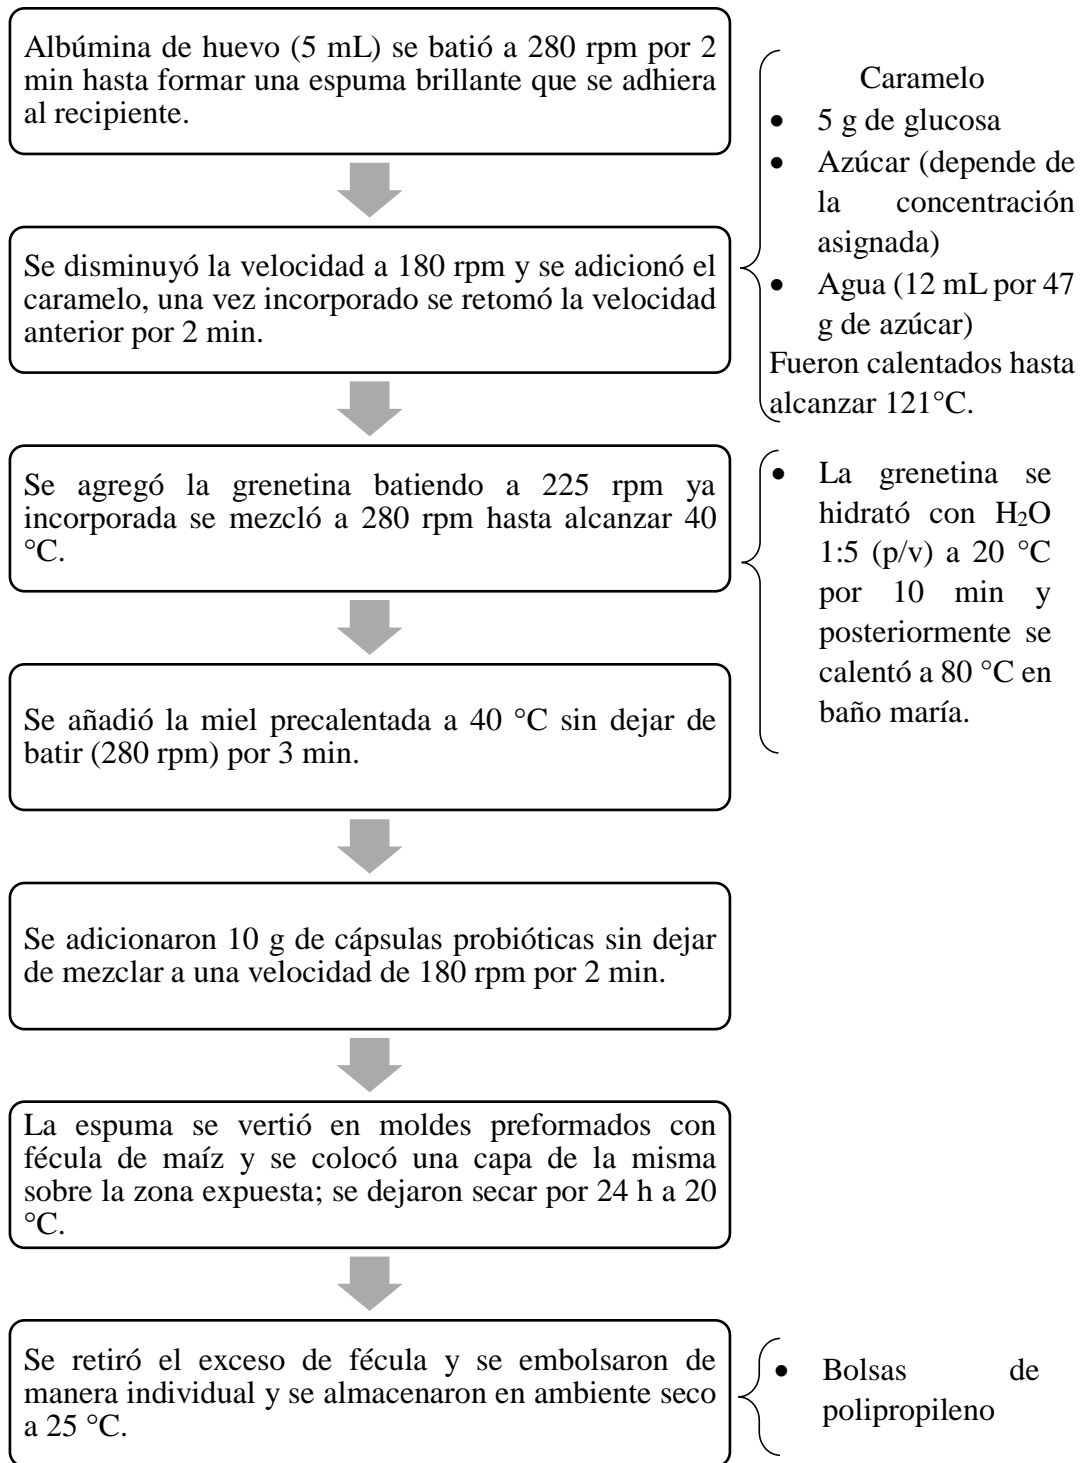 Albúmina de huevo (5 mL) se batió a 280 rpm por 2
min hasta formar una espuma brillante que se adhiera
al recipiente.
Caramelo
• 5 g de glucosa
• Azúcar (depende de
la concentración
asignada)
• Agua (12 mL por 47
g de azúcar)
Fueron calentados hasta
alcanzar 121°C.
Se disminuyó la velocidad a 180 rpm y se adicionó el
caramelo, una vez incorporado se retomó la velocidad
anterior por 2 min.
Se agregó la grenetina batiendo a 225 rpm ya
incorporada se mezcló a 280 rpm hasta alcanzar 40
°C.
• La grenetina se
hidrató con H₂O
1:5 (p/v) a 20 °C
por 10 min y
posteriormente se
calentó a 80 °C en
baño maría.
Se añadió la miel precalentada a 40 °C sin dejar de
batir (280 rpm) por 3 min.
Se adicionaron 10 g de cápsulas probióticas sin dejar
de mezclar a una velocidad de 180 rpm por 2 min.
La espuma se vertió en moldes preformados con
fécula de maíz y se colocó una capa de la misma
sobre la zona expuesta; se dejaron secar por 24 h a 20
°C.
Se retiró el exceso de fécula y se embolsaron de
manera individual y se almacenaron en ambiente seco
a 25 °C.
• Bolsas de
polipropileno